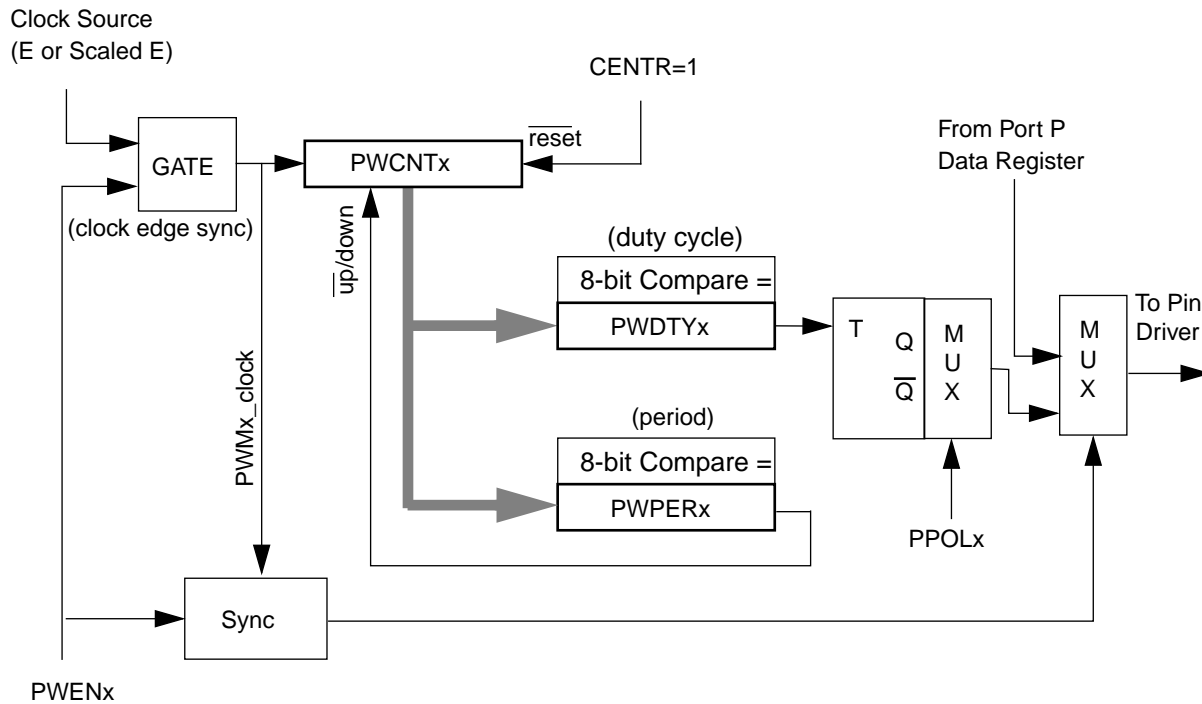 Clock Source
(E or Scaled E)
CENTR=1
reset
From Port P
Data Register
GATE
PWCNTx
(clock edge sync)
up/down
(duty cycle)
8-bit Compare =
PWDTYx
T
Q
Q
M
U
X
M
U
X
To Pin
Driver
PWMx_clock
(period)
8-bit Compare =
PWPERx
PPOLx
Sync
PWENx